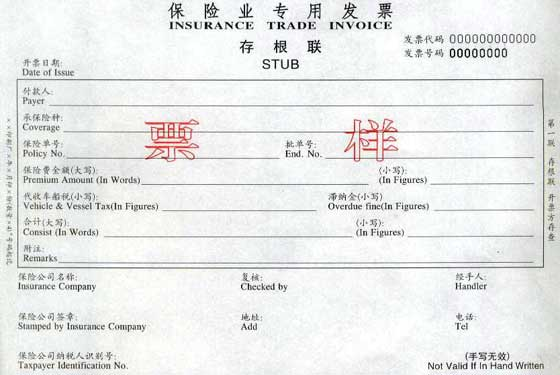 保险业专用发票
INSURANCE TRADE INVOICE
存根联
STUB
发票代码 000000000000
发票号码 00000000
开票日期:
Date of Issue
付款人:
Payer
承保险种:
Coverage
保险单号: 批单号:
Policy No. End. No.
票样
保险费金额(大写): (小写):
Premium Amount (In Words) (In Figures)
代收车船税(小写): 滞纳金(小写)
Vehicle & Vessel Tax(In Figures) Overdue fine(In Figures)
合计(大写): (小写):
Consist (In Words) (In Figures)
附注:
Remarks
第一联 存根联 开票方存查
保险公司名称: 复核: 经手人:
Insurance Company Checked by Handler
保险公司签章: 地址: 电话:
Stamped by Insurance Company Add Tel
保险公司纳税人识别号: (手写无效)
Taxpayer Identification No. Not Valid If In Hand Written